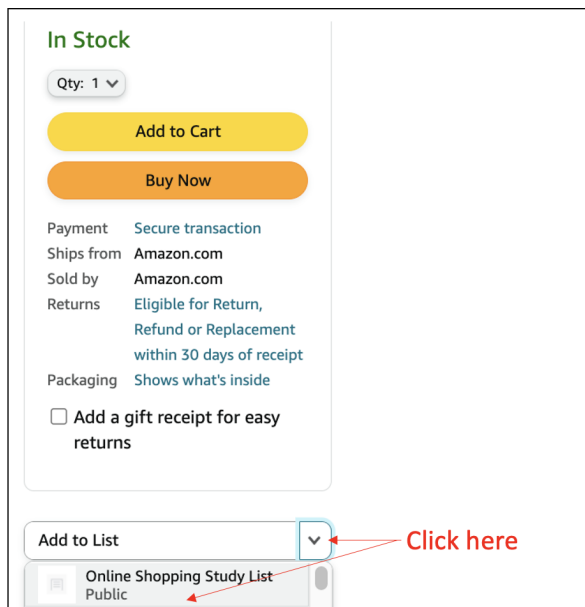 In Stock
Qty: 1
Add to Cart
Buy Now
Payment Secure transaction
Ships from Amazon.com
Sold by Amazon.com
Returns Eligible for Return,
Refund or Replacement
within 30 days of receipt
Packaging Shows what's inside
Add a gift receipt for easy
returns
Add to List
Click here
Online Shopping Study List
Public